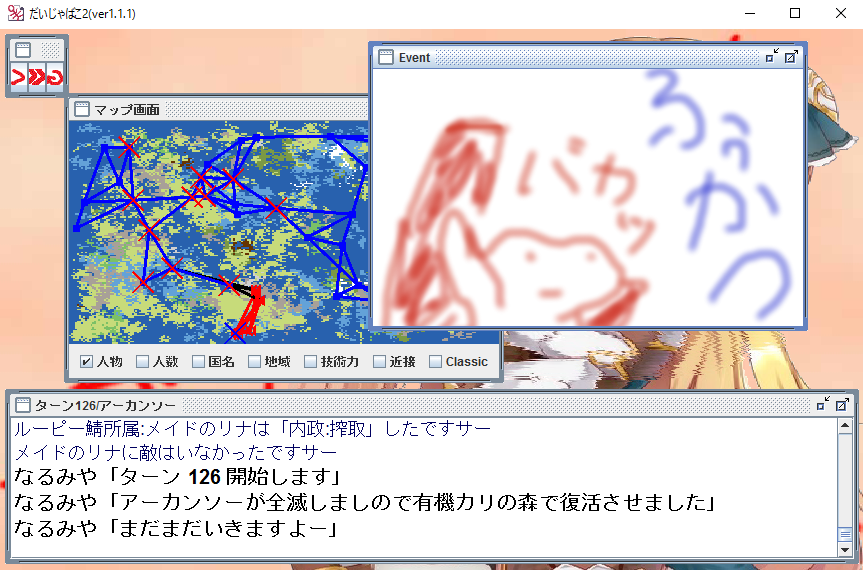 だいじゃぱこ2(ver1.1.1)
Event
マップ画面
バカッ
ふっかつ
人物 人数 国名 地域 技術力 近接 Classic
ターン126/アーカンソー
ルーピー鯖所属:メイドのリナは「内政:搾取」したですサー
メイドのリナに敵はいなかったですサー
なるみや「ターン 126 開始します」
なるみや「アーカンソーが全滅しましので有機カリの森で復活させました」
なるみや「まだまだいきますよー」